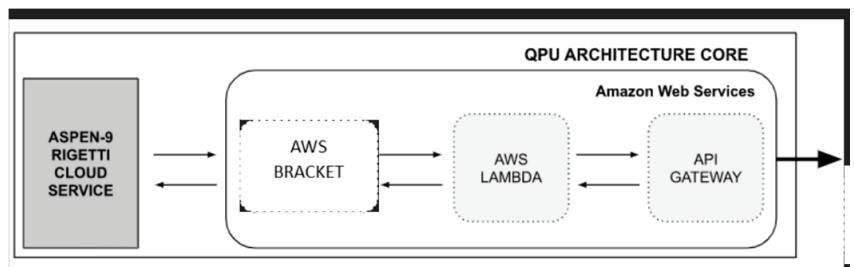 QPU ARCHITECTURE CORE
Amazon Web Services
ASPEN-9
RIGETTI
CLOUD
SERVICE
AWS
BRACKET
AWS
LAMBDA
API
GATEWAY